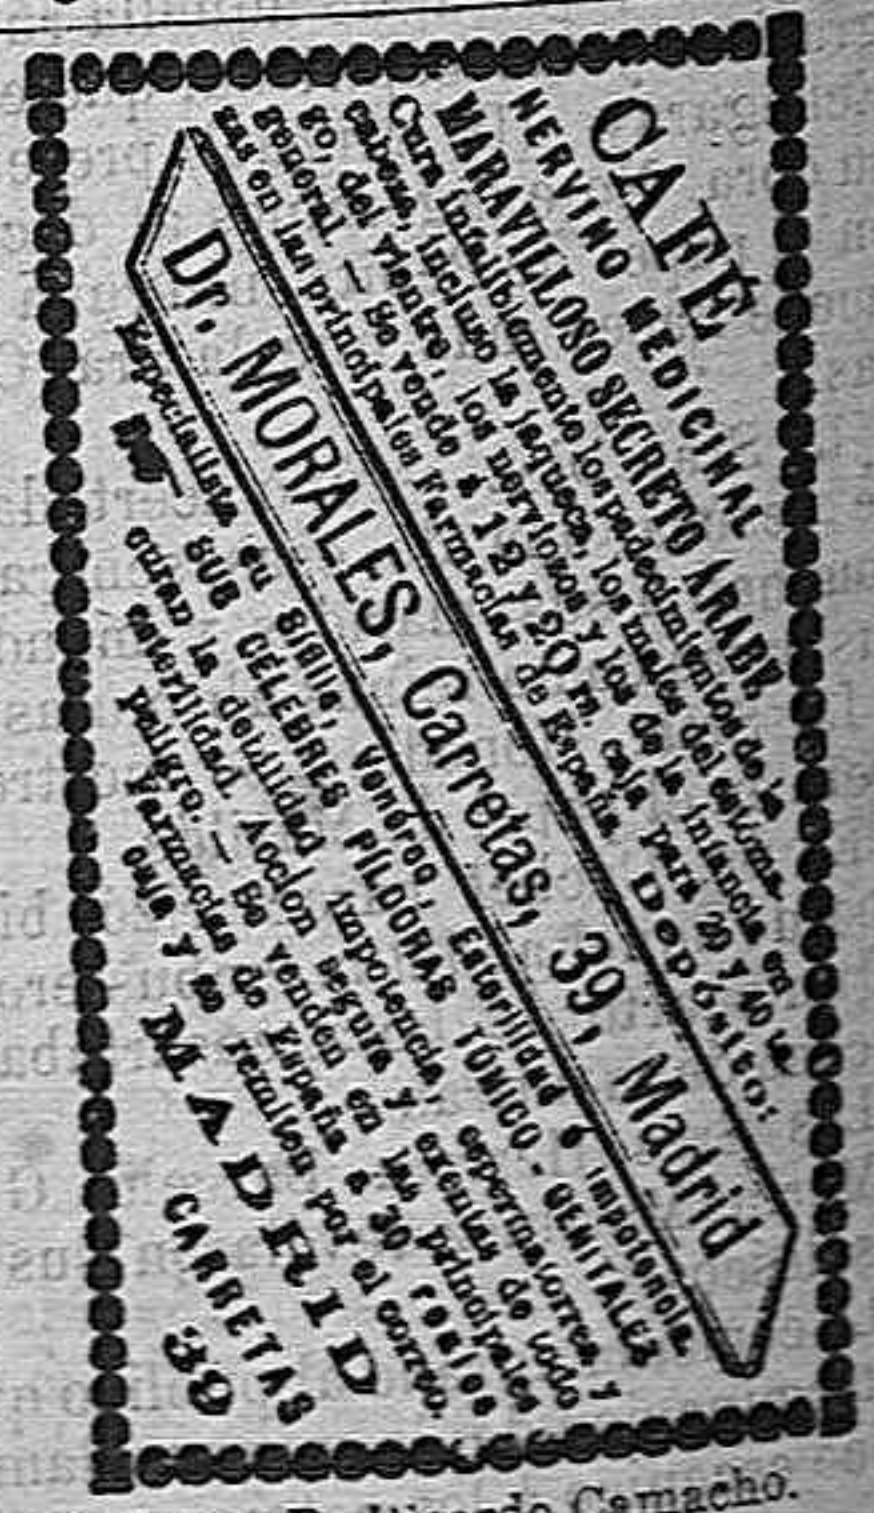 CAFÉ
NERVINO MEDICINAL
MARAVILLOSO SECRETO ÁRABE
Cura infaliblemente los padecimientos de la
cabeza, incluso la jaqueca, los males del estóma-
go, del vientre, los nerviosos y los de la infancia en
general. — Se vende á 12 y 20 rs. caja para 20 y 40 ta-
zas en las principales Farmacias de España. Depósito:
Dr. MORALES, Carretas, 39, Madrid
Especialista en Sífilis, Venéreo, Esterilidad é impotencia.
SUS CÉLEBRES PÍLDORAS TÓNICO-GENITALES
curan la debilidad, impotencia, espermatorrea y
esterilidad. Acción segura y exentas de todo
peligro. — Se venden en las principales
Farmacias de España á 30 reales
caja y se remiten por el correo.
MADRID
CARRETAS
39
Camacho.